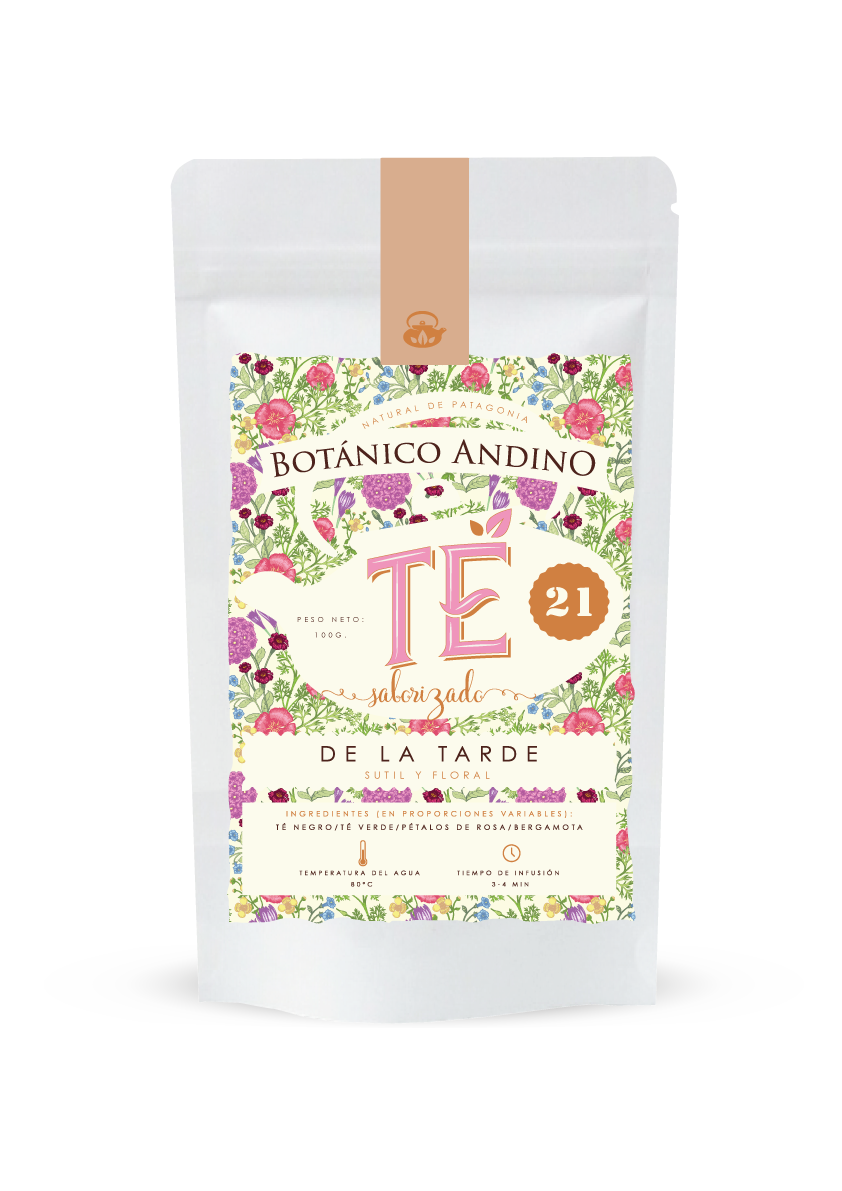 NATURAL DE PATAGONIA
BOTÁNICO ANDINO
TÉ
21
PESO NETO:
100G.
saborizado
DE LA TARDE
SUTIL Y FLORAL
INGREDIENTES (EN PROPORCIONES VARIABLES):
TÉ NEGRO/TÉ VERDE/PÉTALOS DE ROSA/BERGAMOTA
TEMPERATURA DEL AGUA
80°C
TIEMPO DE INFUSIÓN
3-4 MIN